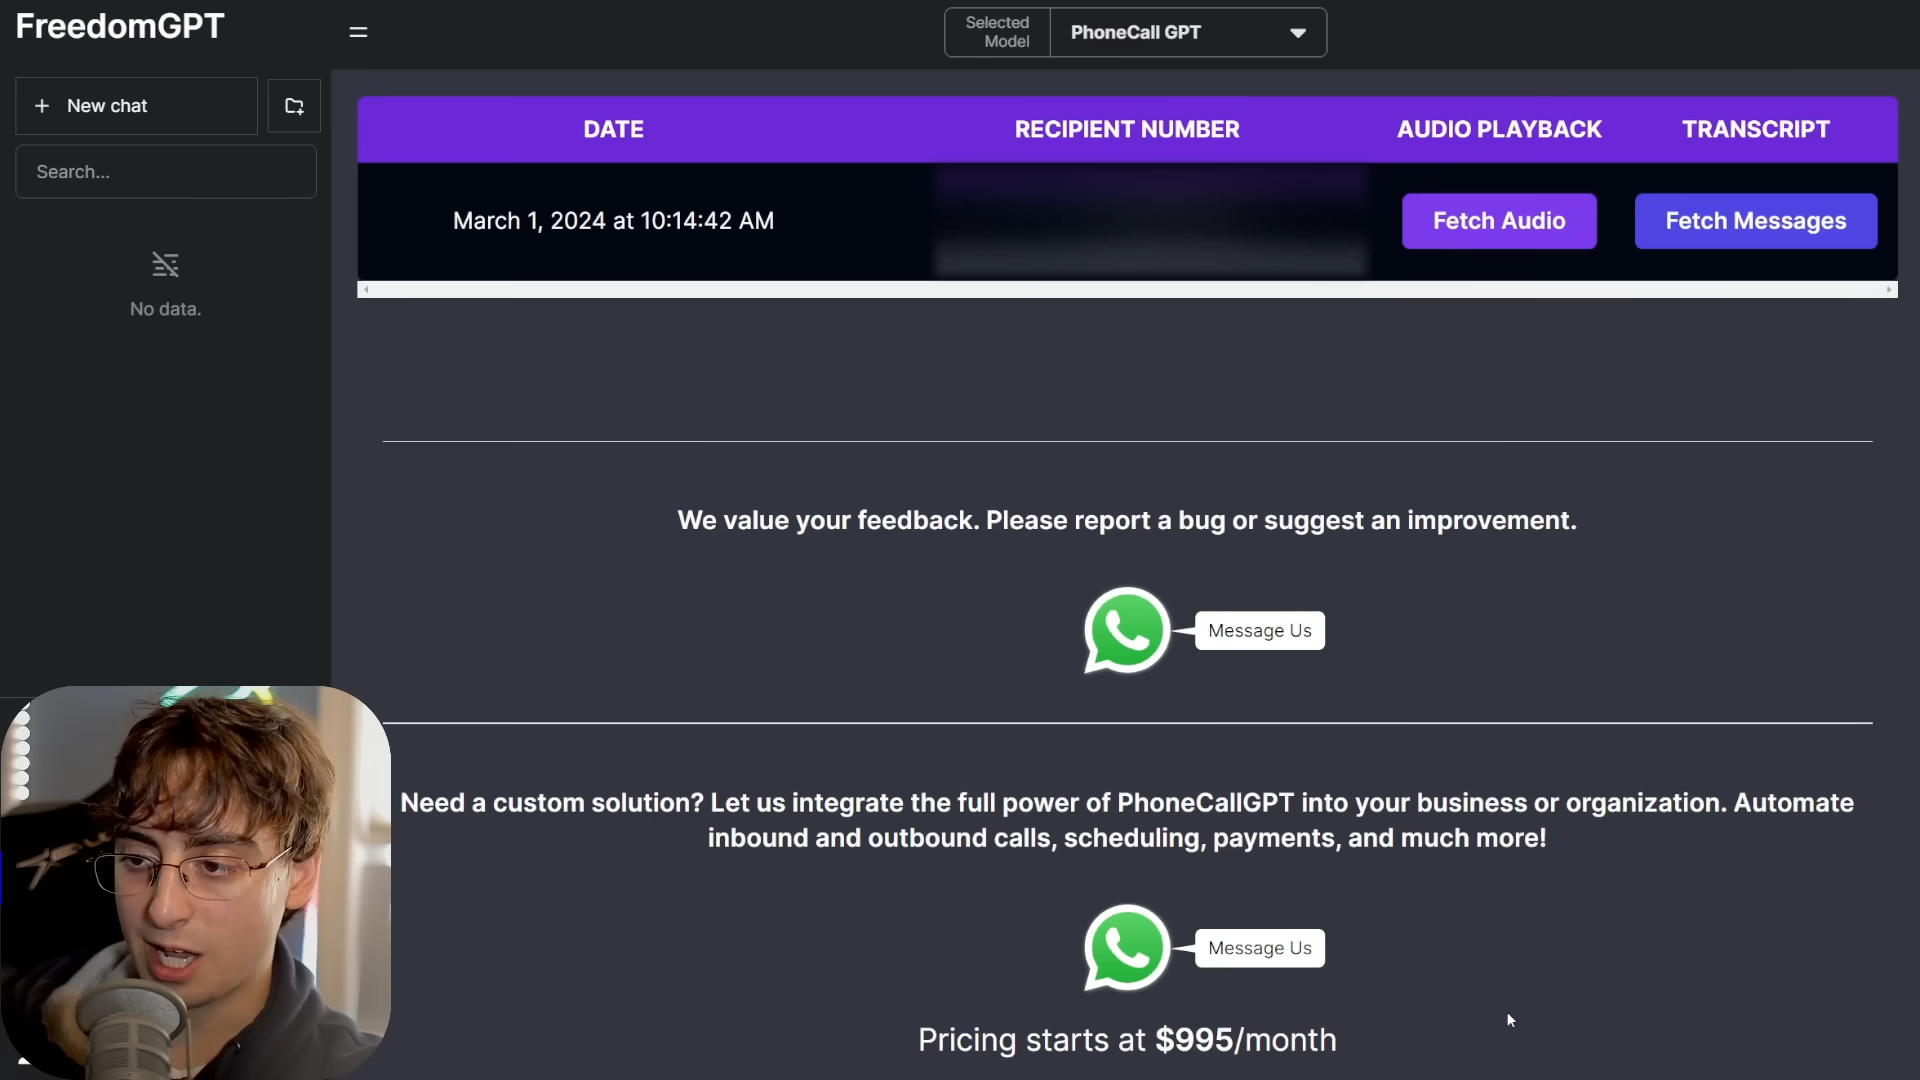 FreedomGPT
Selected
Model
PhoneCall GPT
New chat
Search...
No data.
DATE
RECIPIENT NUMBER
AUDIO PLAYBACK
TRANSCRIPT
March 1, 2024 at 10:14:42 AM
Fetch Audio
Fetch Messages
We value your feedback. Please report a bug or suggest an improvement.
Message Us
Need a custom solution? Let us integrate the full power of PhoneCallGPT into your business or organization. Automate
inbound and outbound calls, scheduling, payments, and much more!
Message Us
Pricing starts at $995/month